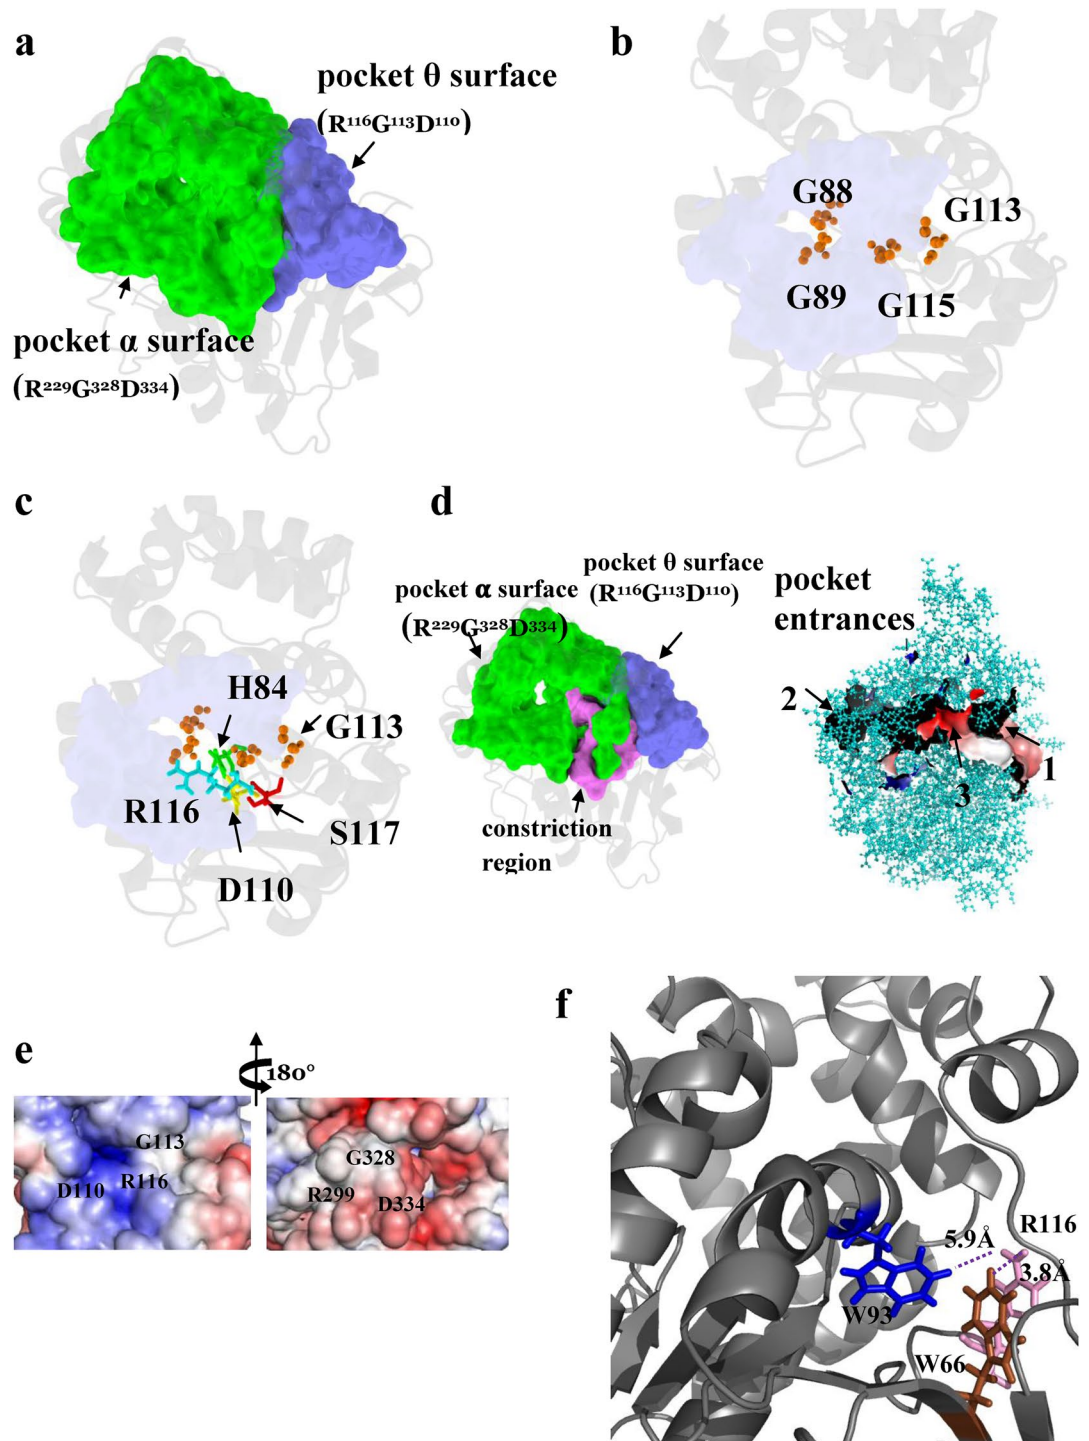 a
pocket θ surface
(R¹¹⁶G¹¹³D¹¹⁰)
pocket α surface
(R²²⁹G³²⁸D³³⁴)
b
G88
G113
G89
G115
c
H84
G113
R116
S117
D110
d
pocket θ surface
(R¹¹⁶G¹¹³D¹¹⁰)
pocket α surface
(R²²⁹G³²⁸D³³⁴)
constriction
region
pocket
entrances
2
1
3
e
180°
G113
D110
R116
G328
R299
D334
f
R116
5.9Å
3.8Å
W93
W66